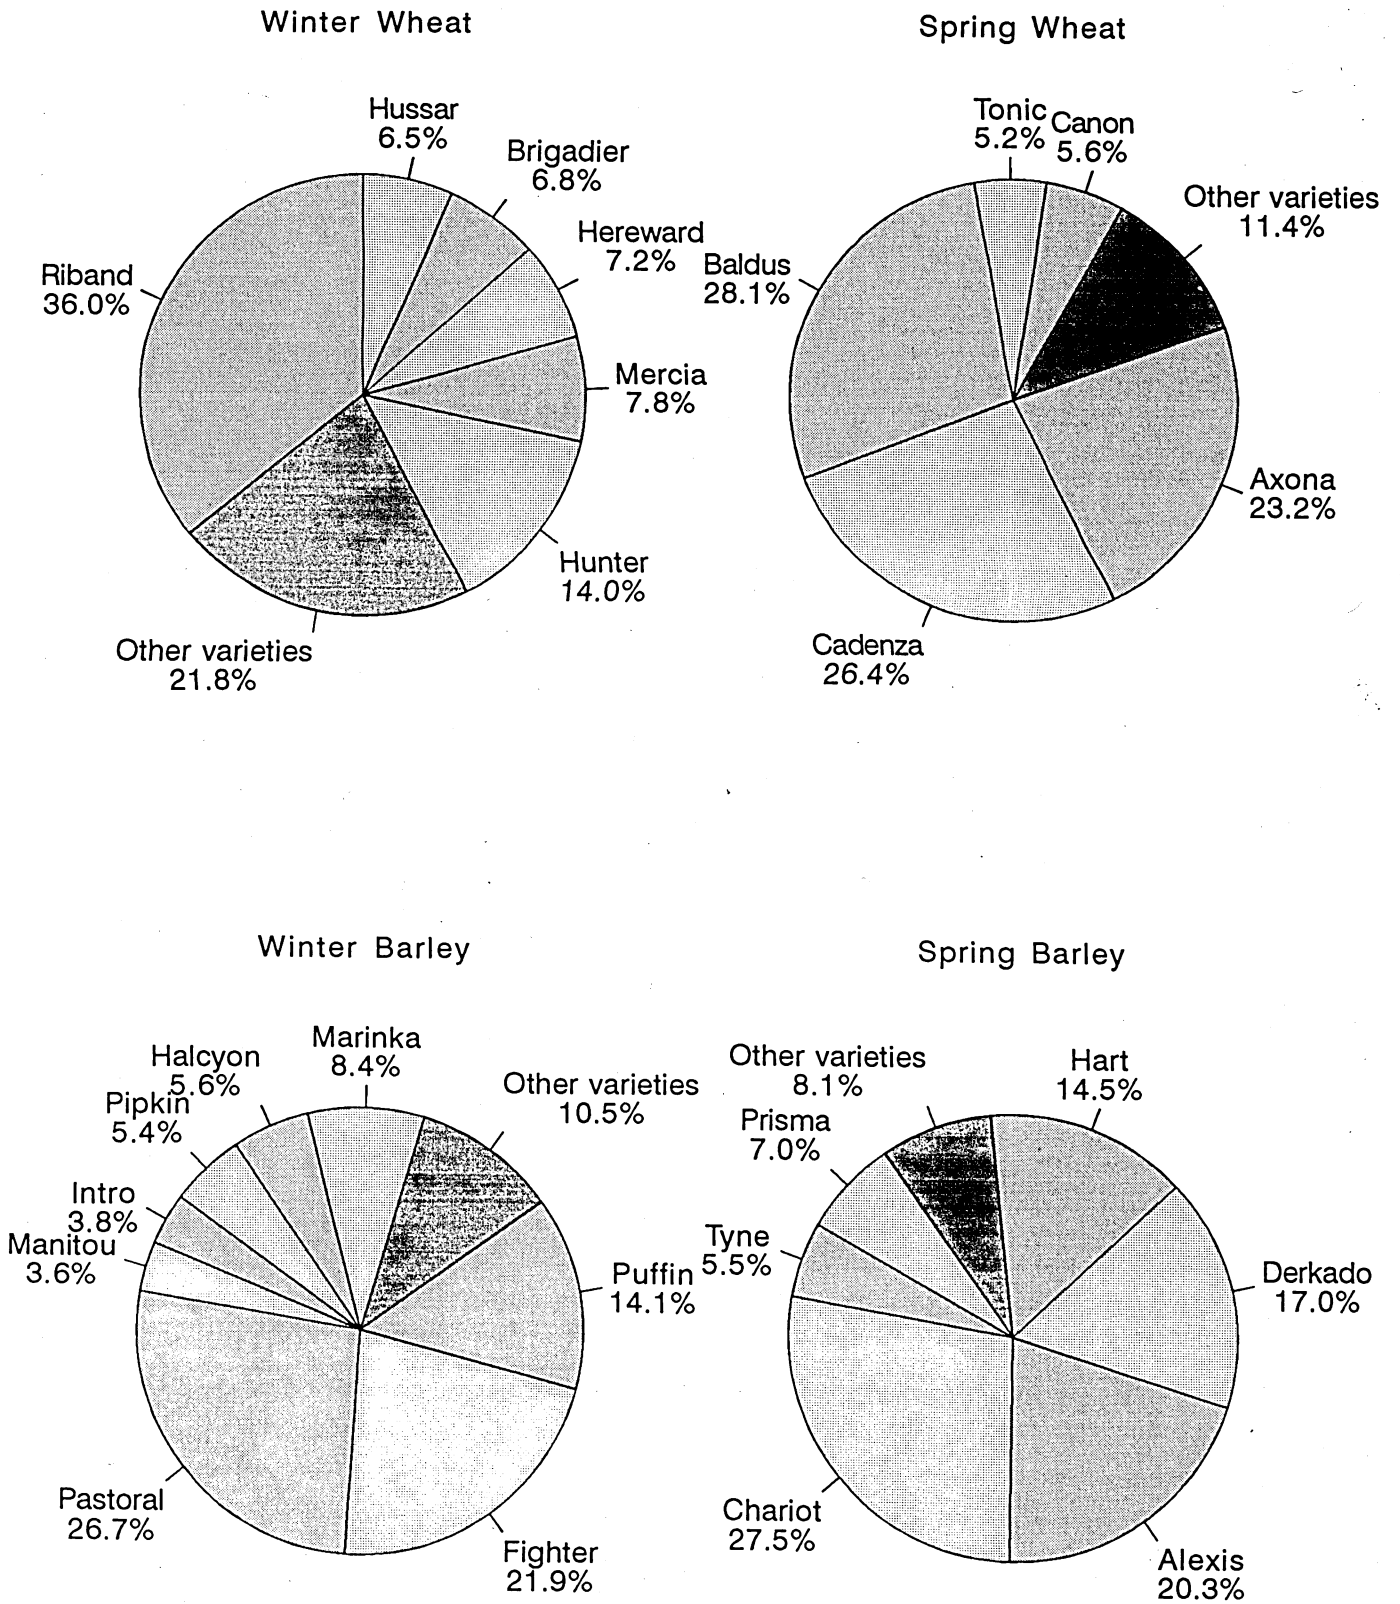 Winter Wheat
Hussar
6.5%
Brigadier
6.8%
Hereward
7.2%
Mercia
7.8%
Hunter
14.0%
Other varieties
21.8%
Riband
36.0%
Spring Wheat
Tonic
5.2%
Canon
5.6%
Other varieties
11.4%
Axona
23.2%
Cadenza
26.4%
Baldus
28.1%
Winter Barley
Marinka
8.4%
Other varieties
10.5%
Puffin
14.1%
Fighter
21.9%
Pastoral
26.7%
Manitou
3.6%
Intro
3.8%
Pipkin
5.4%
Halcyon
5.6%
Spring Barley
Hart
14.5%
Derkado
17.0%
Alexis
20.3%
Chariot
27.5%
Tyne
5.5%
Prisma
7.0%
Other varieties
8.1%